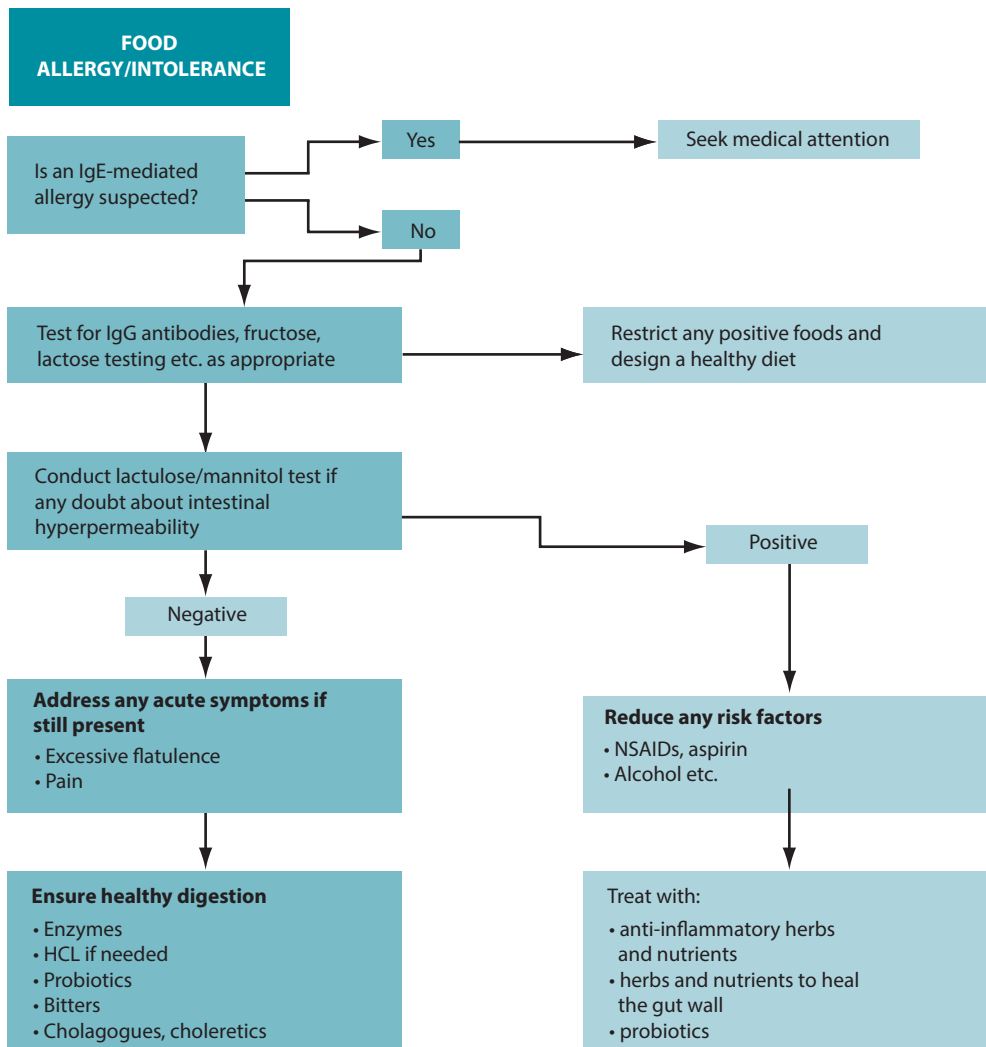 FOOD
ALLERGY/INTOLERANCE
Is an IgE-mediated
allergy suspected?
Yes
Seek medical attention
No
Test for IgG antibodies, fructose,
lactose testing etc. as appropriate
Restrict any positive foods and
design a healthy diet
Conduct lactulose/mannitol test if
any doubt about intestinal
hyperpermeability
Positive
Negative
Address any acute symptoms if
still present
• Excessive flatulence
• Pain
Reduce any risk factors
• NSAIDs, aspirin
• Alcohol etc.
Ensure healthy digestion
• Enzymes
• HCL if needed
• Probiotics
• Bitters
• Cholagogues, choleretics
Treat with:
• anti-inflammatory herbs
and nutrients
• herbs and nutrients to heal
the gut wall
• probiotics